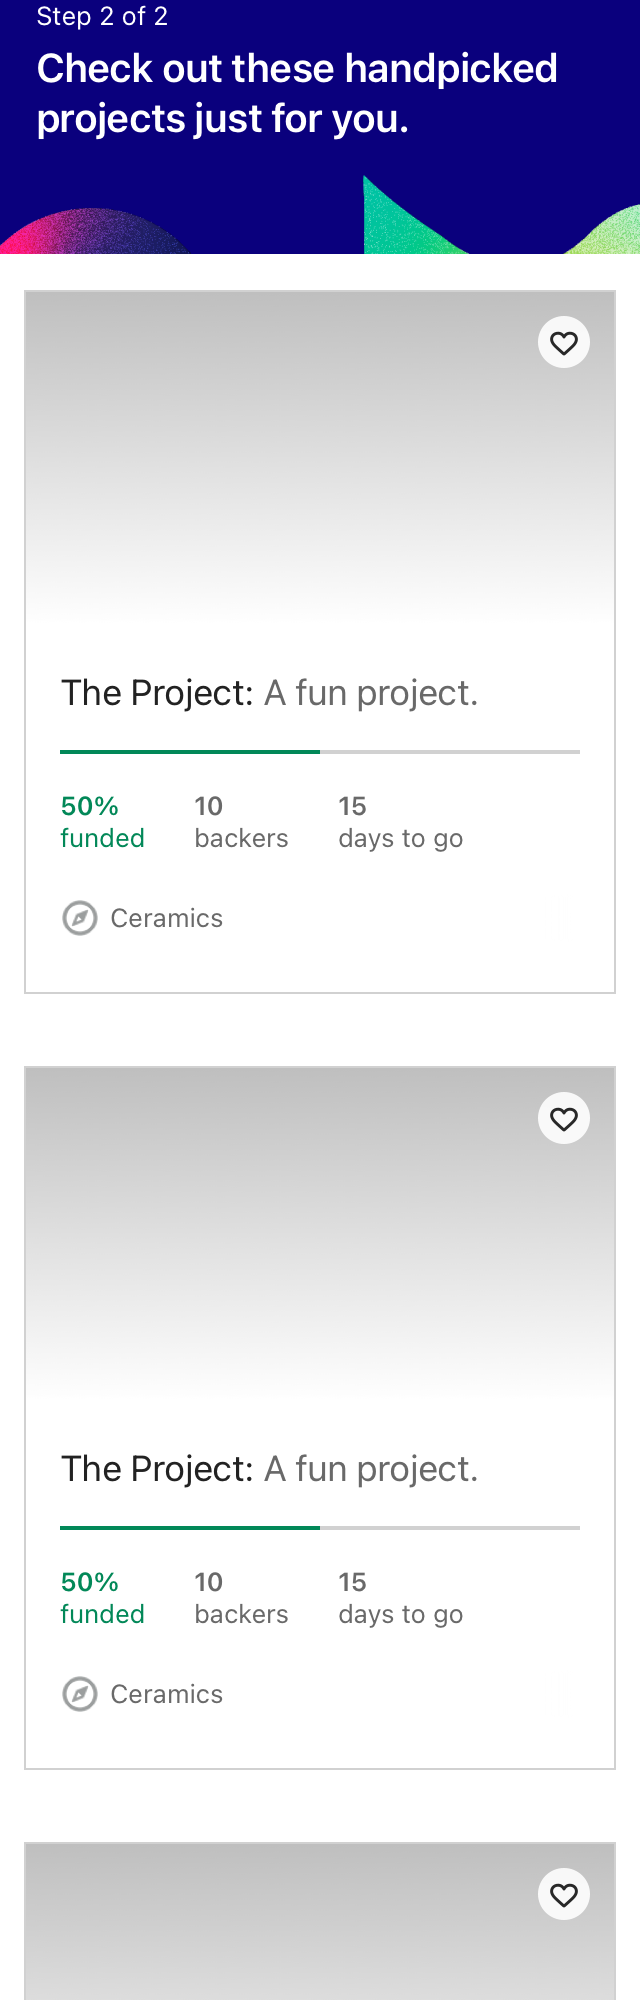 Step 2 of 2
Check out these handpicked
projects just for you.
The Project: A fun project.
50% 10 15
funded backers days to go
Ceramics
The Project: A fun project.
50% 10 15
funded backers days to go
Ceramics